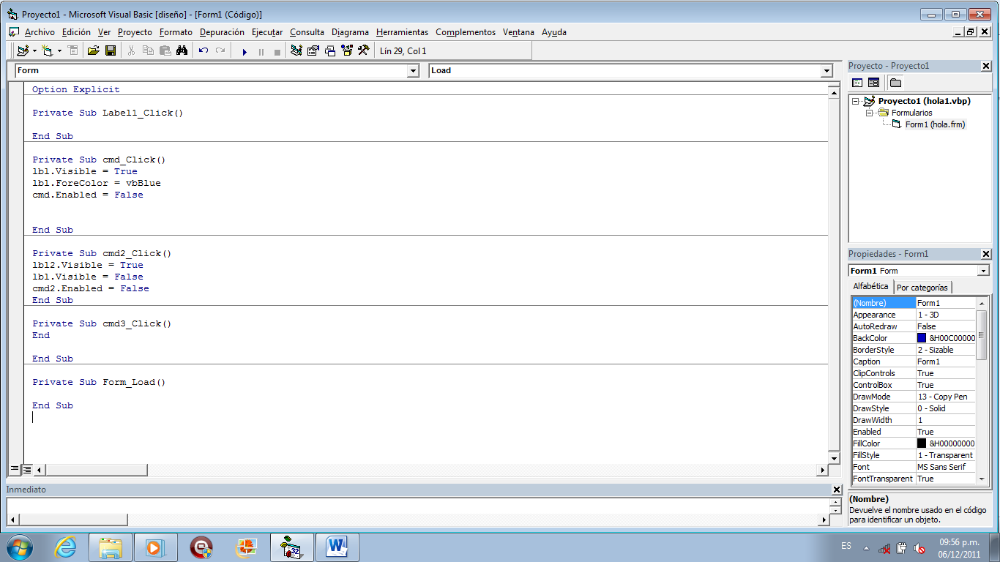 Proyecto1 - Microsoft Visual Basic [diseño] - [Form1 (Código)]
Archivo Edición Ver Proyecto Formato Depuración Ejecutar Consulta Diagrama Herramientas Complementos Ventana Ayuda
Lín 29, Col 1
Form Load
Option Explicit
Private Sub Label1_Click()
End Sub
Private Sub cmd_Click()
lbl.Visible = True
lbl.ForeColor = vbBlue
cmd.Enabled = False
End Sub
Private Sub cmd2_Click()
lbl2.Visible = True
lbl.Visible = False
cmd2.Enabled = False
End Sub
Private Sub cmd3_Click()
End
End Sub
Private Sub Form_Load()
End Sub
Inmediato
Proyecto - Proyecto1
Proyecto1 (hola1.vbp)
Formularios
Form1 (hola.frm)
Propiedades - Form1
Form1 Form
Alfabética Por categorías
(Nombre) Form1
Appearance 1 - 3D
AutoRedraw False
BackColor &H00C00000
BorderStyle 2 - Sizable
Caption Form1
ClipControls True
ControlBox True
DrawMode 13 - Copy Pen
DrawStyle 0 - Solid
DrawWidth 1
Enabled True
FillColor &H00000000
FillStyle 1 - Transparent
Font MS Sans Serif
FontTransparent True
(Nombre)
Devuelve el nombre usado en el código
para identificar un objeto.
32
W
ES
09:56 p.m.
06/12/2011